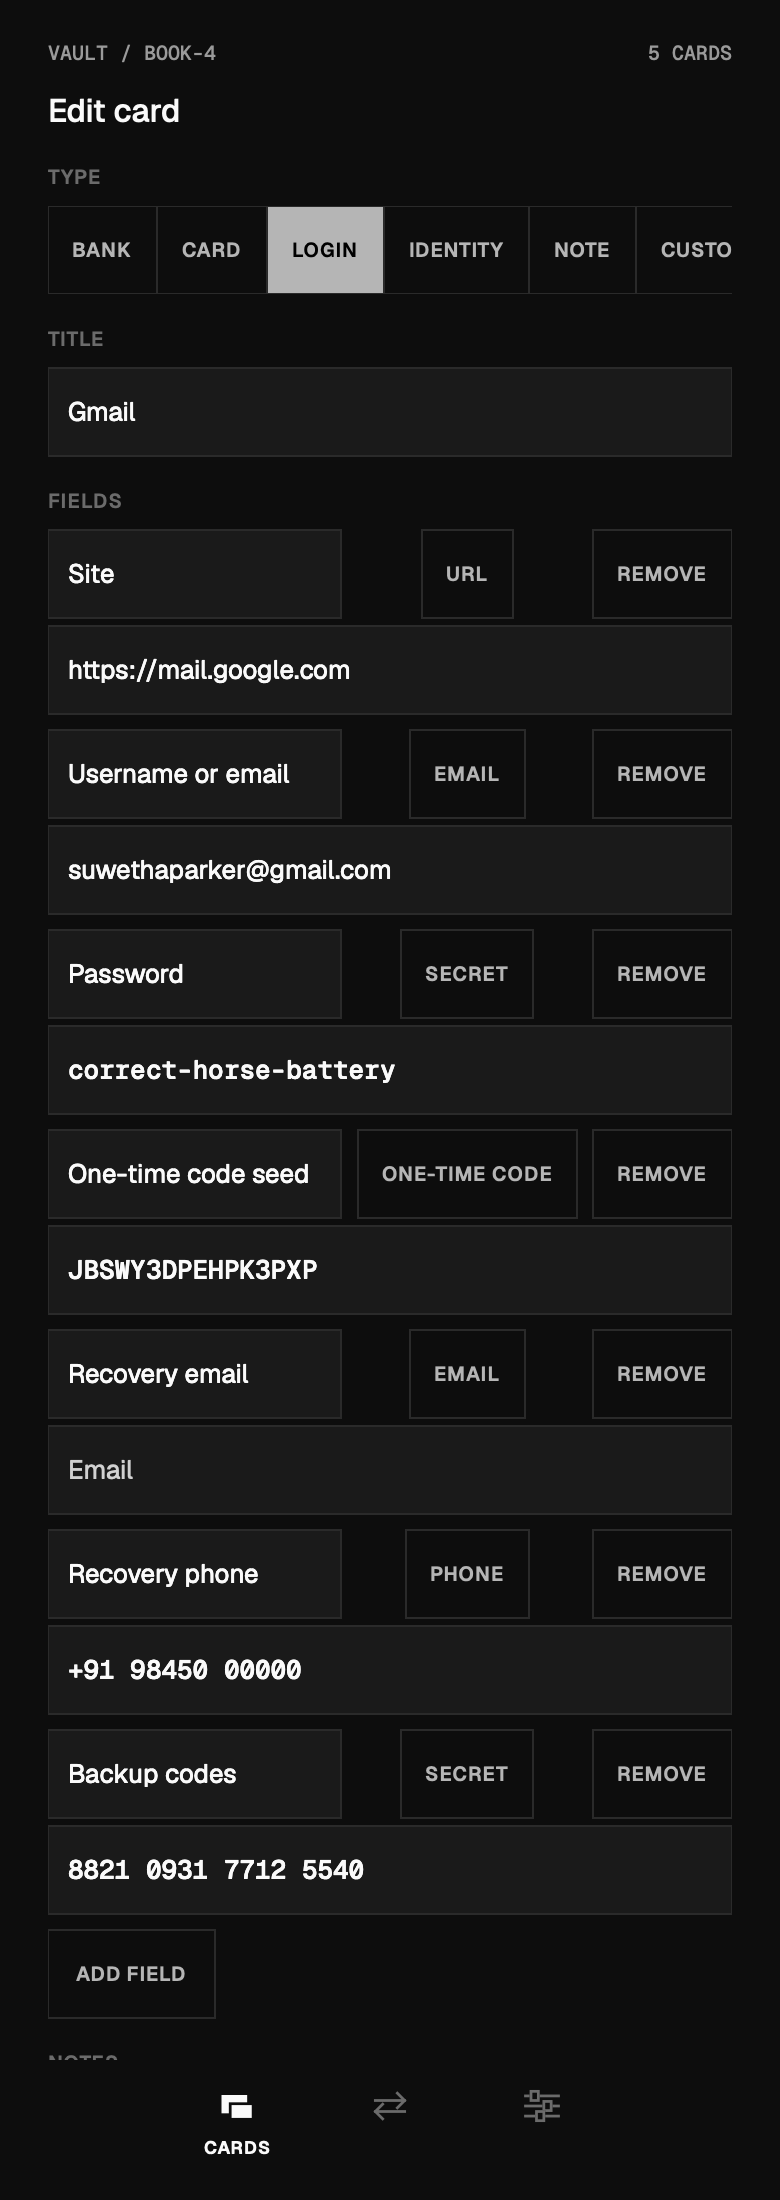 VAULT / BOOK-4 5 CARDS
Edit card
TYPE
BANK CARD LOGIN IDENTITY NOTE CUSTO
TITLE
Gmail
FIELDS
Site URL REMOVE
https://mail.google.com
Username or email EMAIL REMOVE
suwethaparker@gmail.com
Password SECRET REMOVE
correct-horse-battery
One-time code seed ONE-TIME CODE REMOVE
JBSWY3DPEHPK3PXP
Recovery email EMAIL REMOVE
Email
Recovery phone PHONE REMOVE
+91 98450 00000
Backup codes SECRET REMOVE
8821 0931 7712 5540
ADD FIELD
NOTES
CARDS